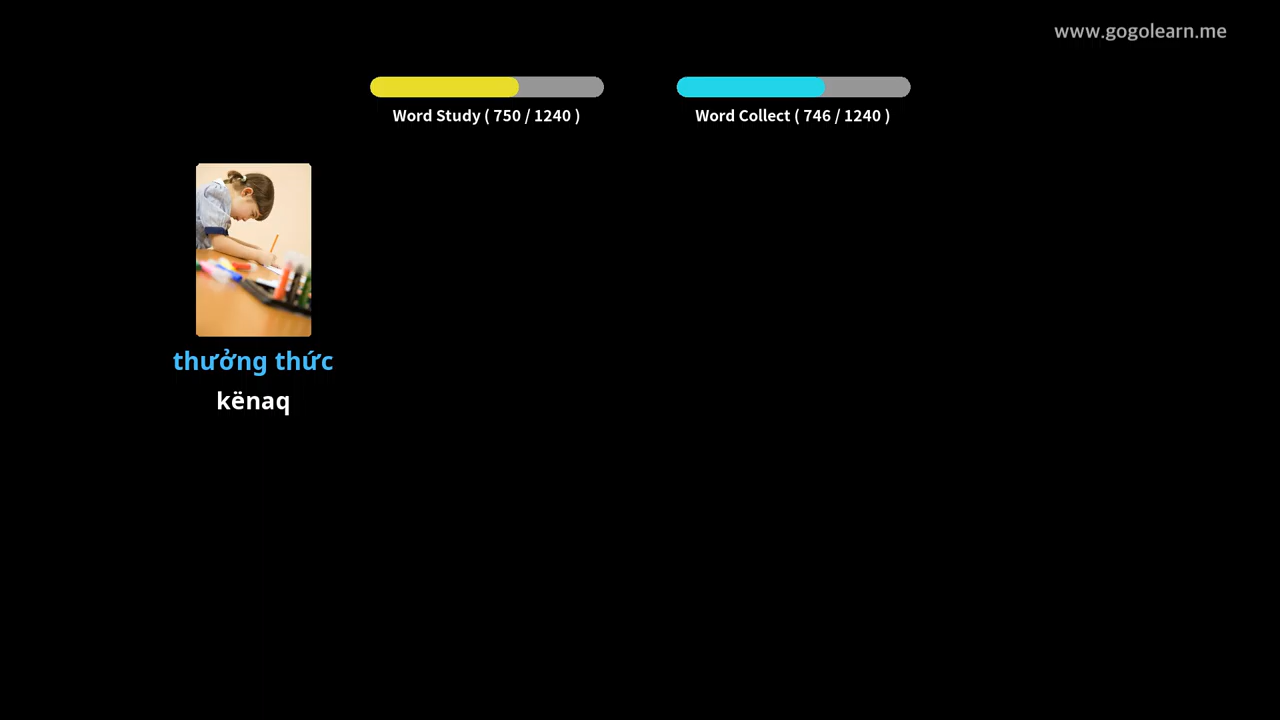 www.gogolearn.me
Word Study ( 750 / 1240 )
Word Collect ( 746 / 1240 )
thưởng thức
kënaq